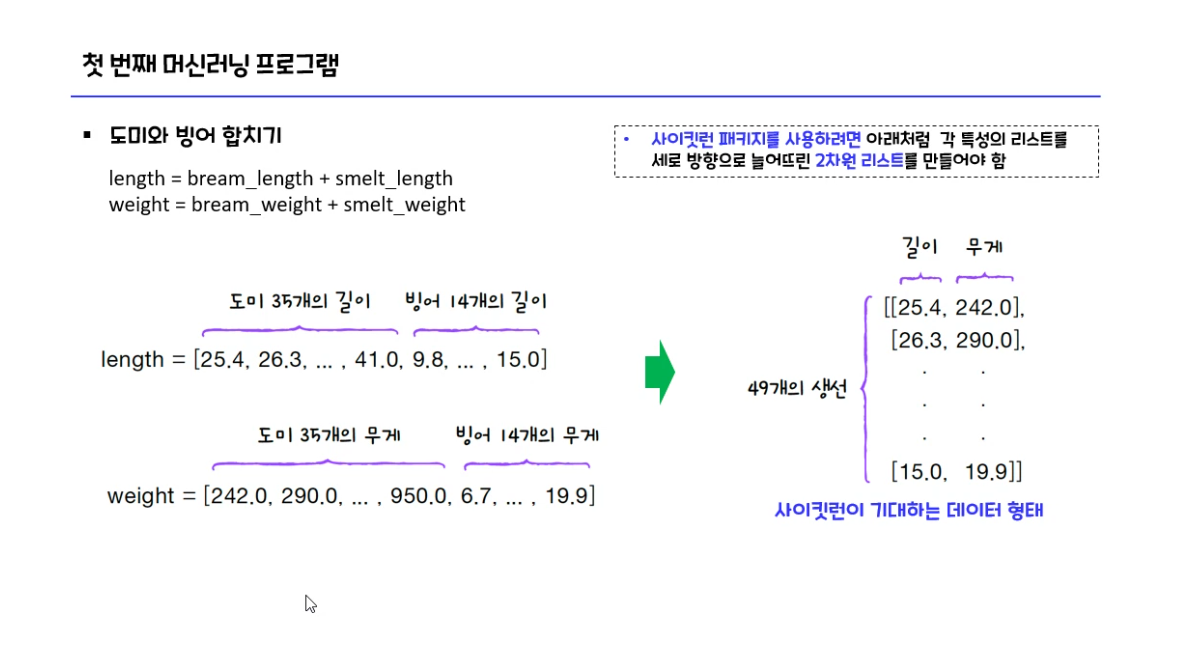 첫 번째 머신러닝 프로그램
▪ 도미와 빙어 합치기
length = bream_length + smelt_length
weight = bream_weight + smelt_weight
• 사이킷런 패키지를 사용하려면 아래처럼 각 특성의 리스트를
세로 방향으로 늘어뜨린 2차원 리스트를 만들어야 함
도미 35개의 길이 빙어 14개의 길이
length = [25.4, 26.3, ... , 41.0, 9.8, ... , 15.0]
도미 35개의 무게 빙어 14개의 무게
weight = [242.0, 290.0, ... , 950.0, 6.7, ... , 19.9]
길이 무게
[[25.4, 242.0],
[26.3, 290.0],
. .
49개의 생선
. .
. .
[15.0, 19.9]]
사이킷런이 기대하는 데이터 형태